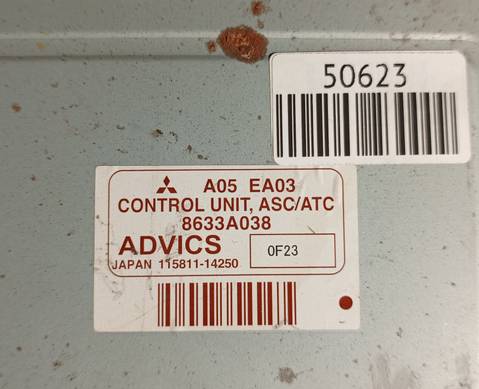 50623
A05 EA03
CONTROL UNIT, ASC/ATC
8633A038
ADVICS 0F23
JAPAN 115811-14250